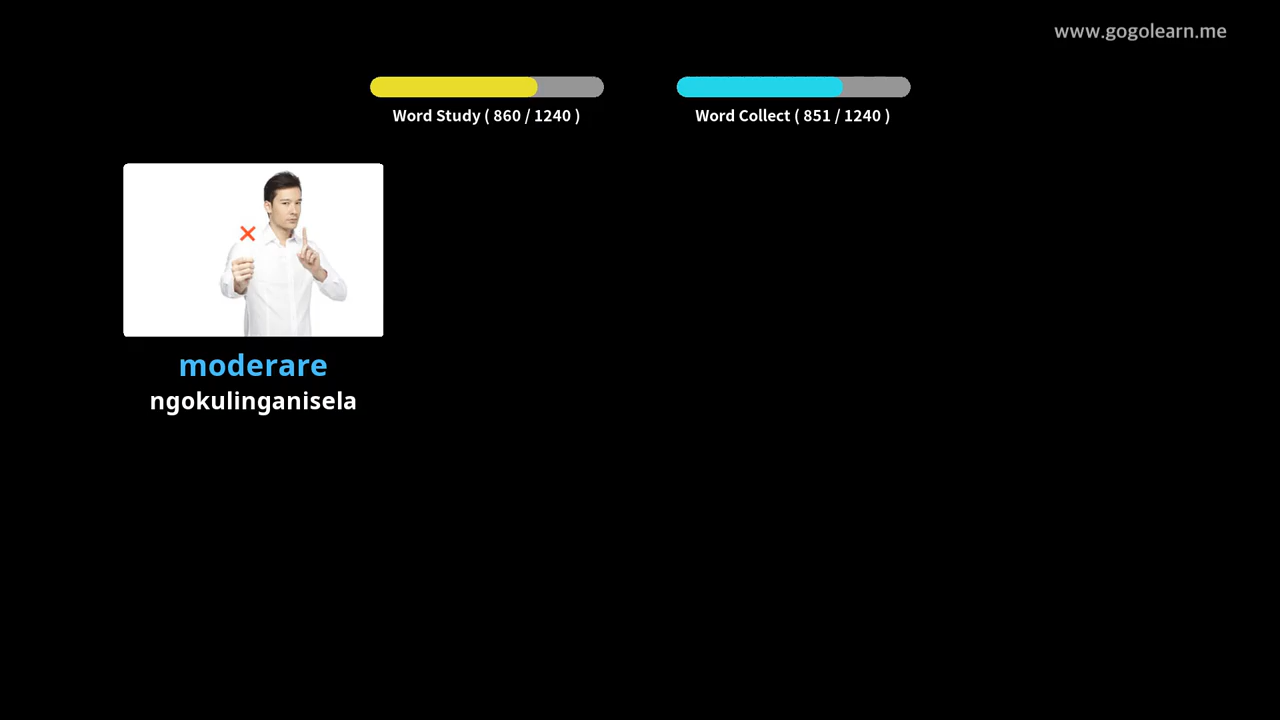 www.gogolearn.me
Word Study ( 860 / 1240 )
Word Collect ( 851 / 1240 )
moderare
ngokulinganisela